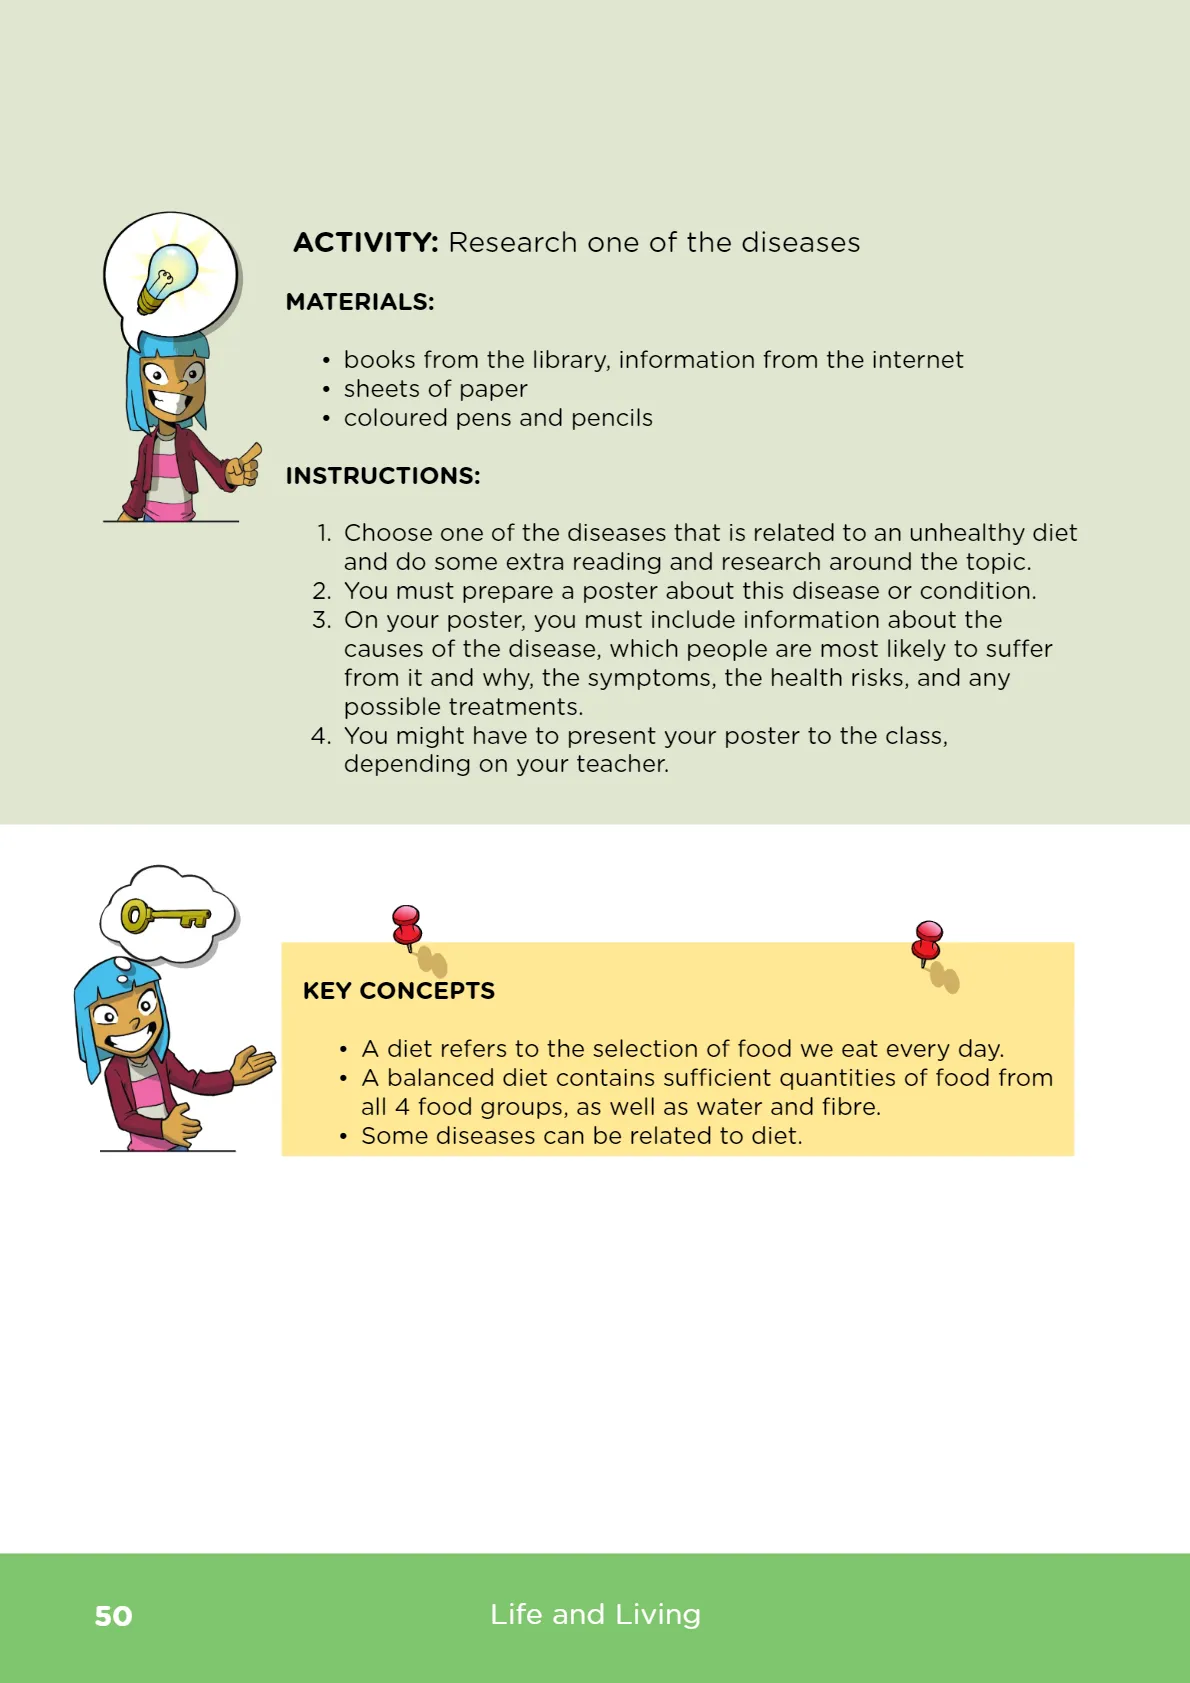 ACTIVITY: Research one of the diseases
MATERIALS:
• books from the library, information from the internet
• sheets of paper
• coloured pens and pencils
INSTRUCTIONS:
1. Choose one of the diseases that is related to an unhealthy diet
and do some extra reading and research around the topic.
2. You must prepare a poster about this disease or condition.
3. On your poster, you must include information about the
causes of the disease, which people are most likely to suffer
from it and why, the symptoms, the health risks, and any
possible treatments.
4. You might have to present your poster to the class,
depending on your teacher.
KEY CONCEPTS
• A diet refers to the selection of food we eat every day.
• A balanced diet contains sufficient quantities of food from
all 4 food groups, as well as water and fibre.
• Some diseases can be related to diet.
50 Life and Living